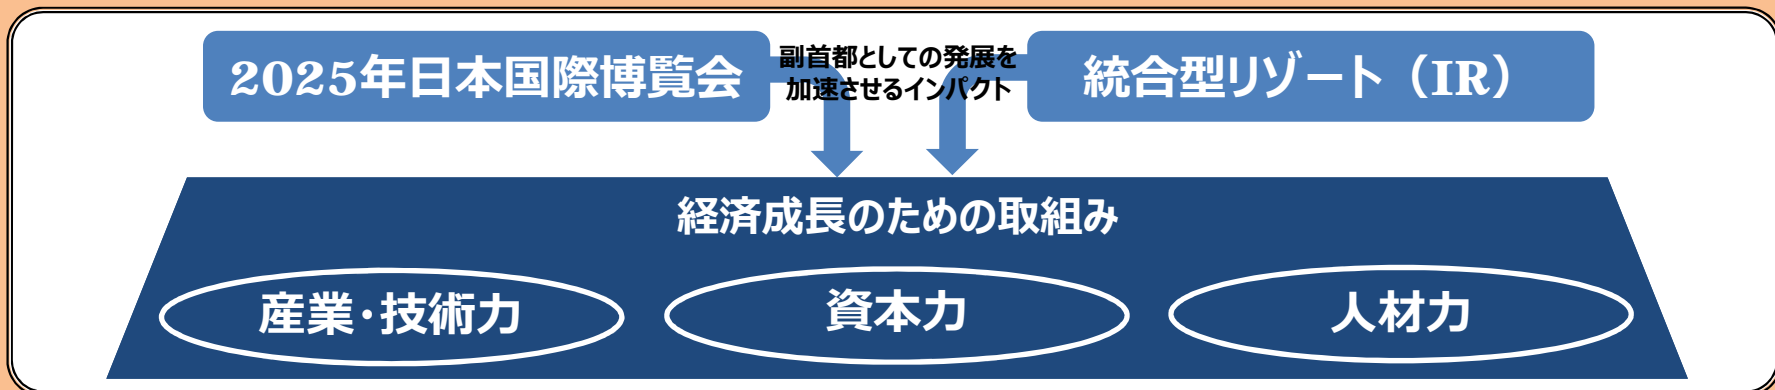 2025年日本国際博覧会
副首都としての発展を
加速させるインパクト
統合型リゾート（IR）
経済成長のための取組み
産業・技術力
資本力
人材力